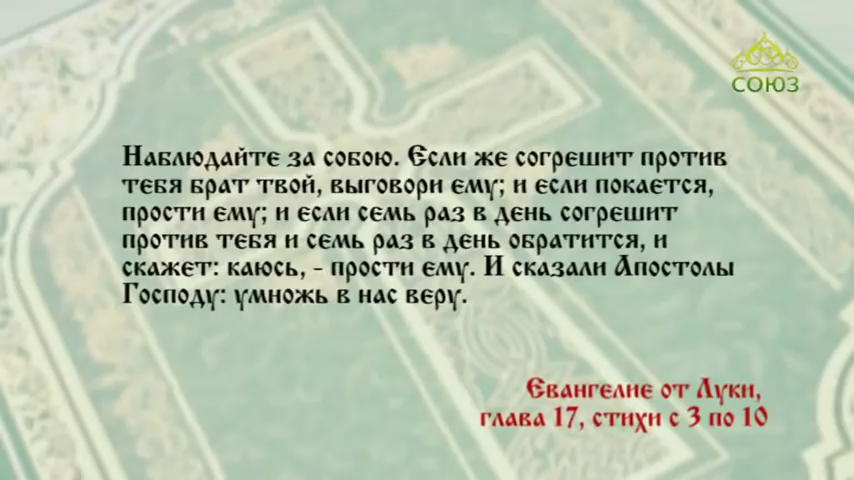 СОЮЗ
Наблюдайте за собою. Если же согрешит против
тебя брат твой, выговори ему; и если покается,
прости ему; и если семь раз в день согрешит
против тебя и семь раз в день обратится, и
скажет: каюсь, - прости ему. И сказали Апостолы
Господу: умножь в нас веру.
Евангелие от Луки,
глава 17, стихи с 3 по 10